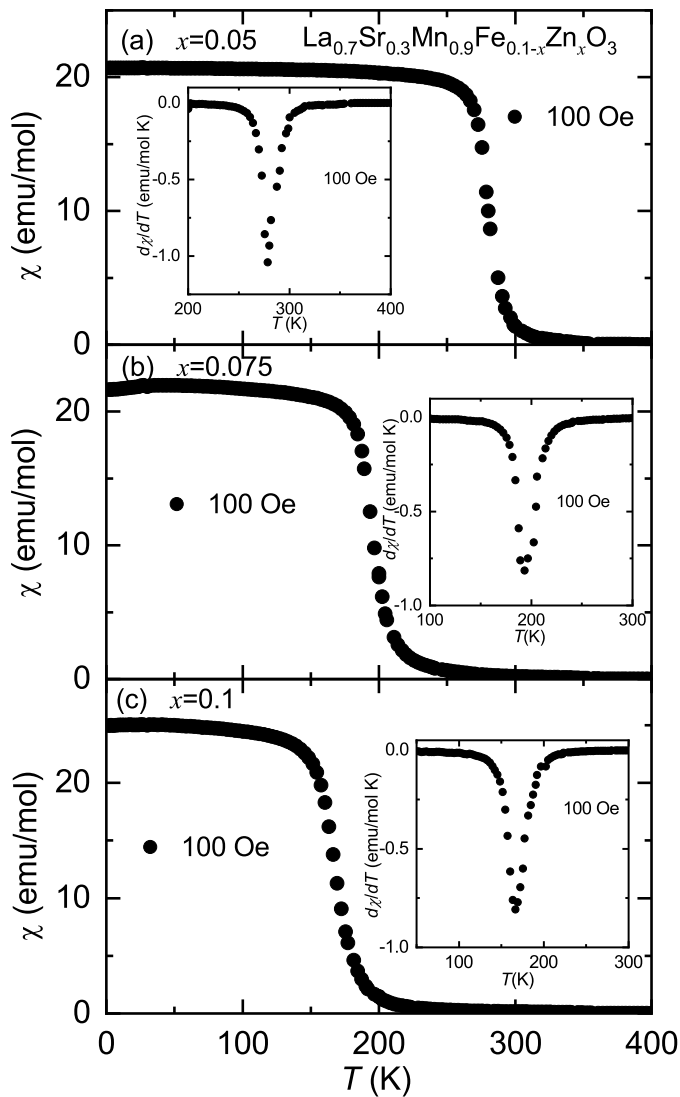 (a) x=0.05 La0.7Sr0.3Mn0.9Fe0.1-xZnxO3
20
10
0
χ (emu/mol)
100 Oe
0.0
-0.5
-1.0
dχ/dT (emu/mol K)
100 Oe
200 300 400
T (K)
(b) x=0.075
20
10
0
χ (emu/mol)
100 Oe
0.0
-0.5
-1.0
dχ/dT (emu/mol K)
100 Oe
100 200 300
T(K)
(c) x=0.1
20
10
0
χ (emu/mol)
100 Oe
0.0
-0.5
-1.0
dχ/dT (emu/mol K)
100 Oe
100 200 300
T(K)
0 100 200 300 400
T (K)